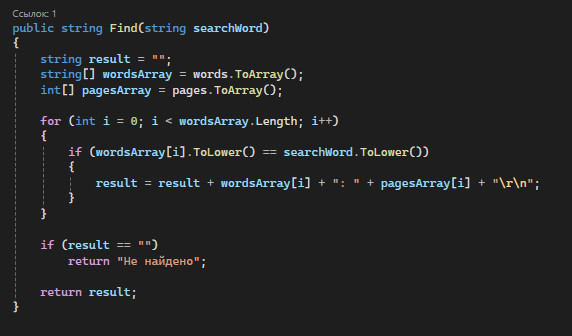 Ссылок: 1
public string Find(string searchWord)
{
    string result = "";
    string[] wordsArray = words.ToArray();
    int[] pagesArray = pages.ToArray();

    for (int i = 0; i < wordsArray.Length; i++)
    {
        if (wordsArray[i].ToLower() == searchWord.ToLower())
        {
            result = result + wordsArray[i] + ": " + pagesArray[i] + "\r\n";
        }
    }

    if (result == "")
        return "Не найдено";

    return result;
}